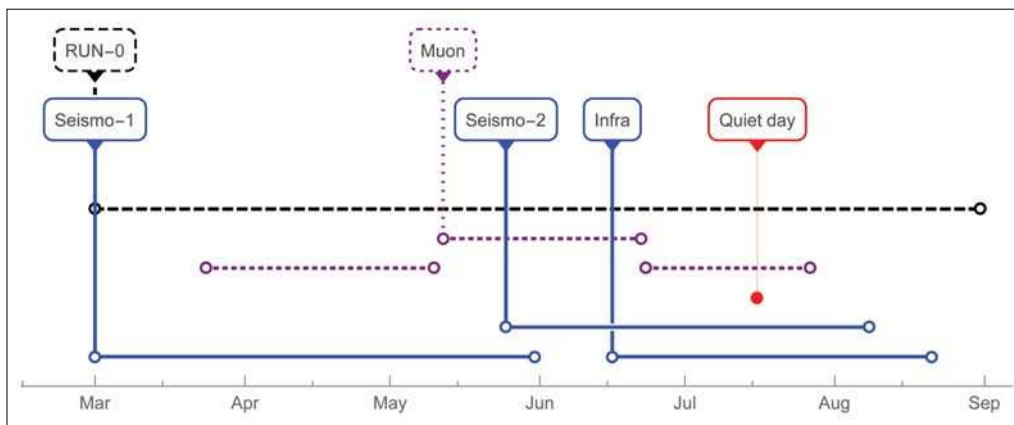 RUN–0
Muon
Seismo–1
Seismo–2
Infra
Quiet day
Mar
Apr
May
Jun
Jul
Aug
Sep